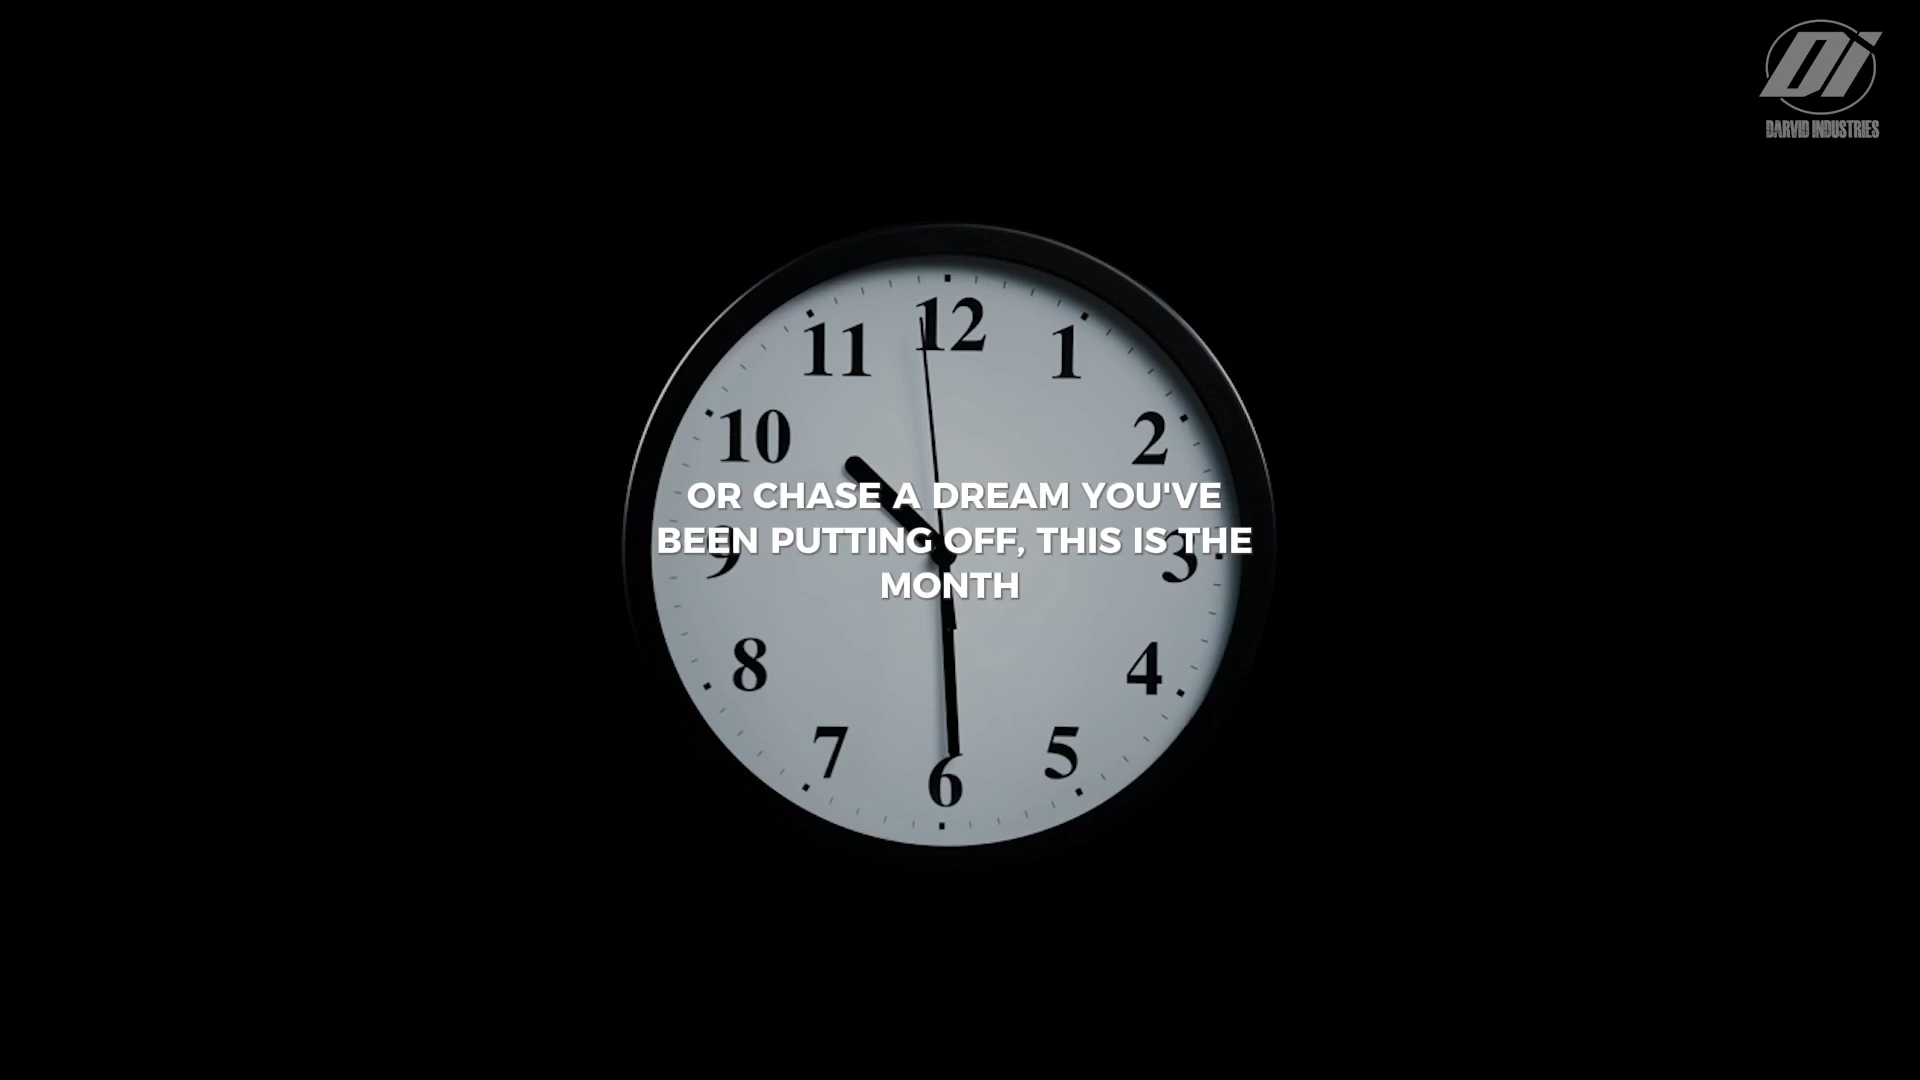 DI
DARVID INDUSTRIES
12
11
1
10
2
OR CHASE A DREAM YOU'VE
BEEN PUTTING OFF, THIS IS THE
MONTH
9
3
8
4
7
5
6